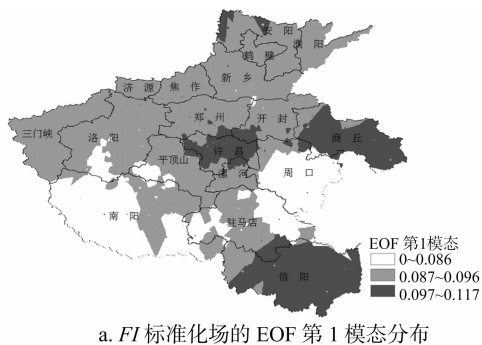 安阳
鹤壁
濮阳
新乡
济源
焦作
三门峡
洛阳
郑州
开封
商丘
许昌
平顶山
漯河
周口
南阳
驻马店
信阳
EOF 第1模态
0~0.086
0.087~0.096
0.097~0.117
a. FI 标准化场的 EOF 第 1 模态分布